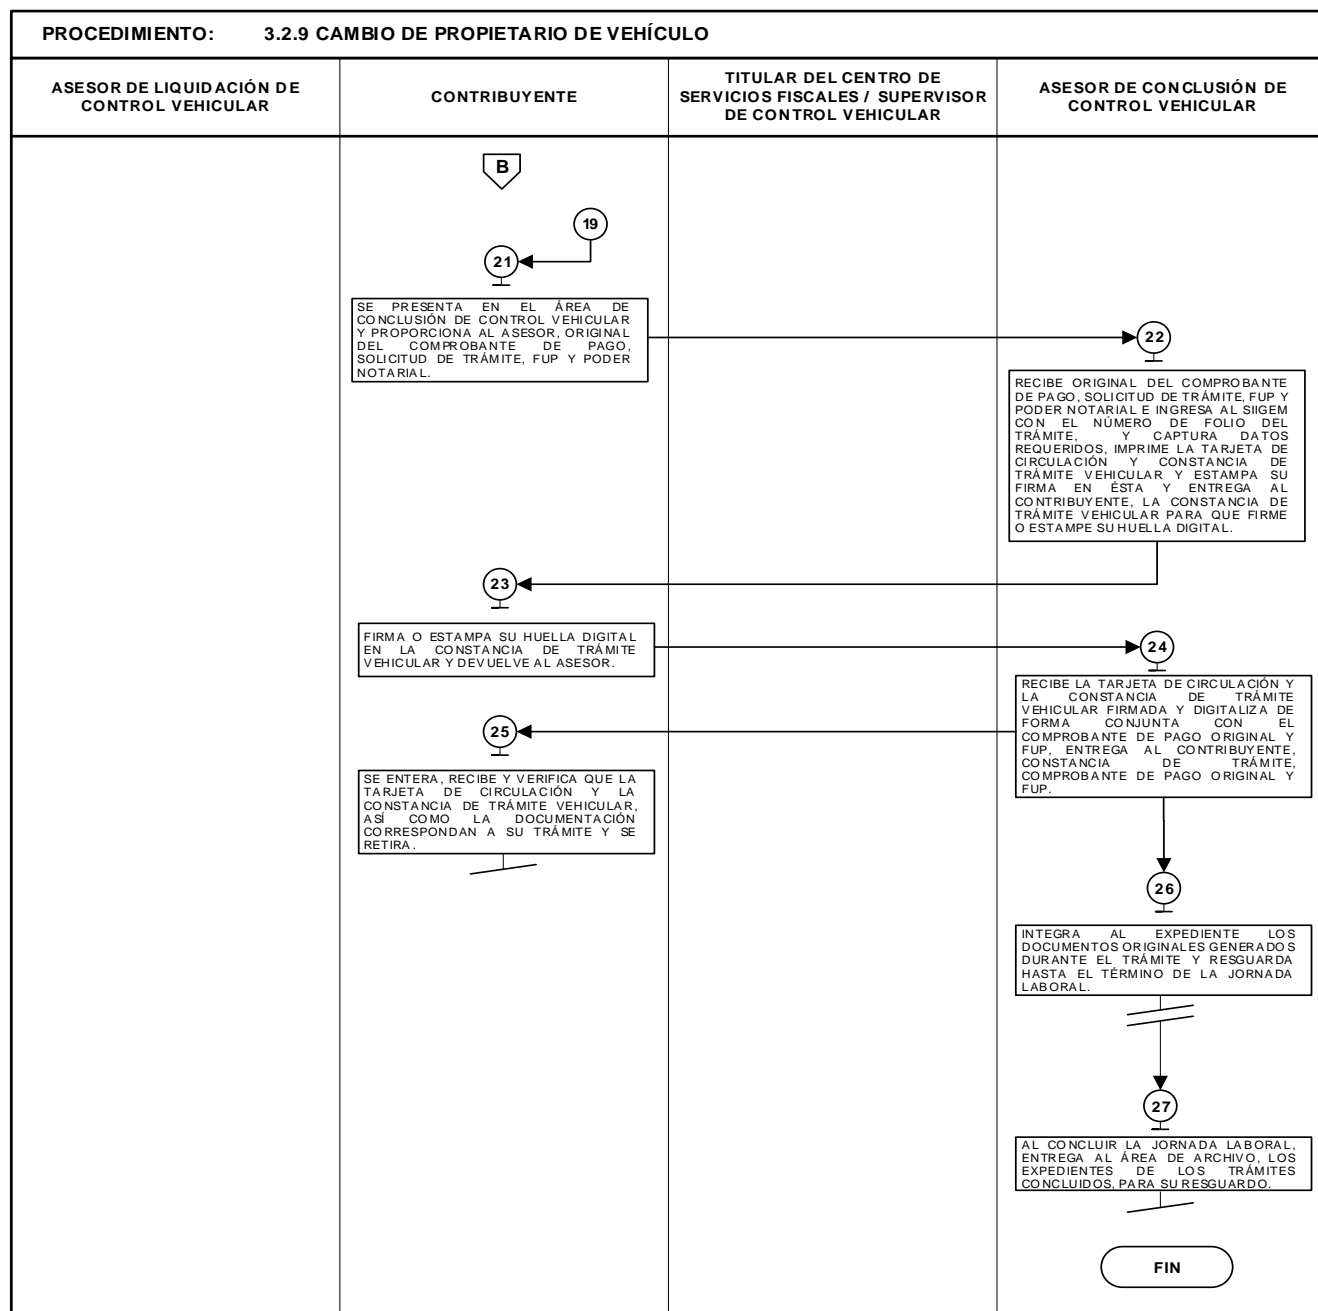 PROCEDIMIENTO: 3.2.9 CAMBIO DE PROPIETARIO DE VEHÍCULO
ASESOR DE LIQUIDACIÓN DE
CONTROL VEHICULAR
CONTRIBUYENTE
TITULAR DEL CENTRO DE
SERVICIOS FISCALES / SUPERVISOR
DE CONTROL VEHICULAR
ASESOR DE CONCLUSIÓN DE
CONTROL VEHICULAR
B
19
21
SE PRESENTA EN EL ÁREA DE
CONCLUSIÓN DE CONTROL VEHICULAR
Y PROPORCIONA AL ASESOR, ORIGINAL
DEL COMPROBANTE DE PAGO,
SOLICITUD DE TRÁMITE, FUP Y PODER
NOTARIAL.
22
RECIBE ORIGINAL DEL COMPROBANTE
DE PAGO, SOLICITUD DE TRÁMITE, FUP Y
PODER NOTARIAL E INGRESA AL SIIGEM
CON EL NÚMERO DE FOLIO DEL
TRÁMITE, Y CAPTURA DATOS
REQUERIDOS, IMPRIME LA TARJETA DE
CIRCULACIÓN Y CONSTANCIA DE
TRÁMITE VEHICULAR Y ESTAMPA SU
FIRMA EN ÉSTA Y ENTREGA AL
CONTRIBUYENTE, LA CONSTANCIA DE
TRÁMITE VEHICULAR PARA QUE FIRME
O ESTAMPE SU HUELLA DIGITAL.
23
FIRMA O ESTAMPA SU HUELLA DIGITAL
EN LA CONSTANCIA DE TRÁMITE
VEHICULAR Y DEVUELVE AL ASESOR.
24
RECIBE LA TARJETA DE CIRCULACIÓN Y
LA CONSTANCIA DE TRÁMITE
VEHICULAR FIRMADA Y DIGITALIZA DE
FORMA CONJUNTA CON EL
COMPROBANTE DE PAGO ORIGINAL Y
FUP, ENTREGA AL CONTRIBUYENTE,
CONSTANCIA DE TRÁMITE,
COMPROBANTE DE PAGO ORIGINAL Y
FUP.
25
SE ENTERA, RECIBE Y VERIFICA QUE LA
TARJETA DE CIRCULACIÓN Y LA
CONSTANCIA DE TRÁMITE VEHICULAR,
ASÍ COMO LA DOCUMENTACIÓN
CORRESPONDAN A SU TRÁMITE Y SE
RETIRA.
26
INTEGRA AL EXPEDIENTE LOS
DOCUMENTOS ORIGINALES GENERADOS
DURANTE EL TRÁMITE Y RESGUARDA
HASTA EL TÉRMINO DE LA JORNADA
LABORAL.
27
AL CONCLUIR LA JORNADA LABORAL,
ENTREGA AL ÁREA DE ARCHIVO, LOS
EXPEDIENTES DE LOS TRÁMITES
CONCLUIDOS, PARA SU RESGUARDO.
FIN